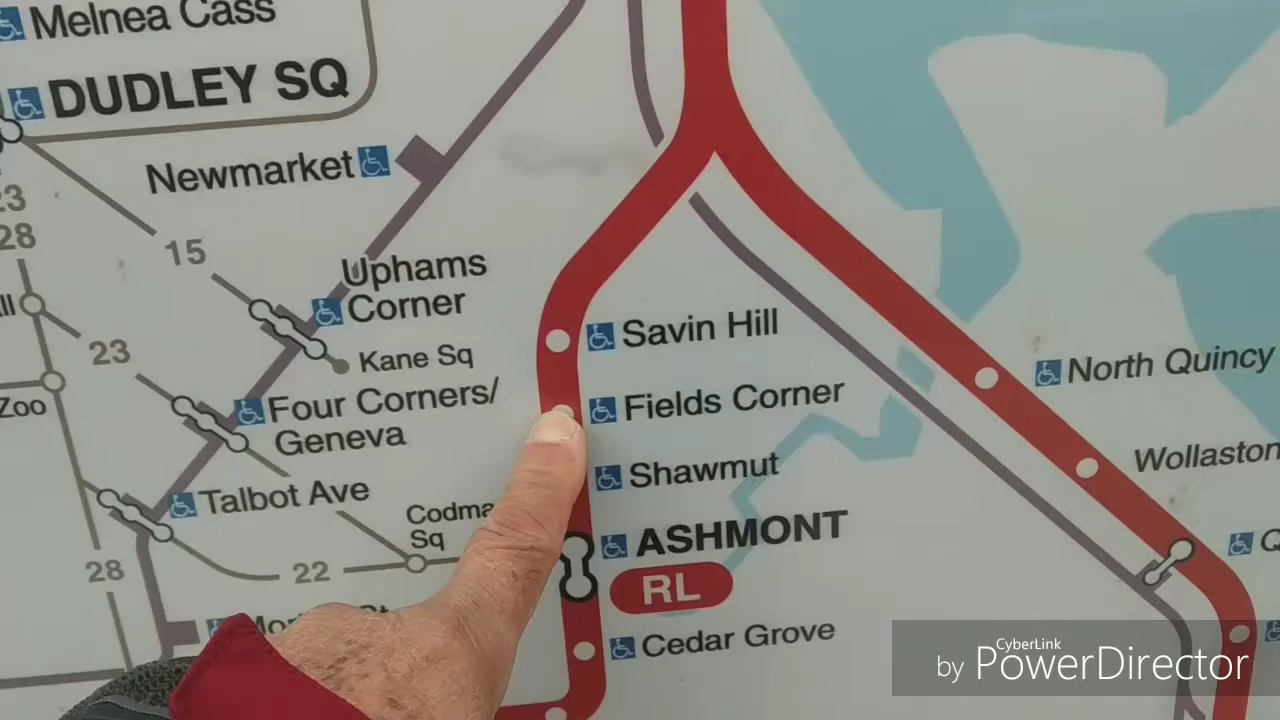 Melnea Cass
DUDLEY SQ
Newmarket
23
28
15
Uphams
Corner
Savin Hill
23
Kane Sq
North Quincy
Four Corners/
Geneva
Fields Corner
Zoo
Wollaston
Talbot Ave
Shawmut
Codma
Sq
ASHMONT
28
22
RL
Cedar Grove
CyberLink
by PowerDirector